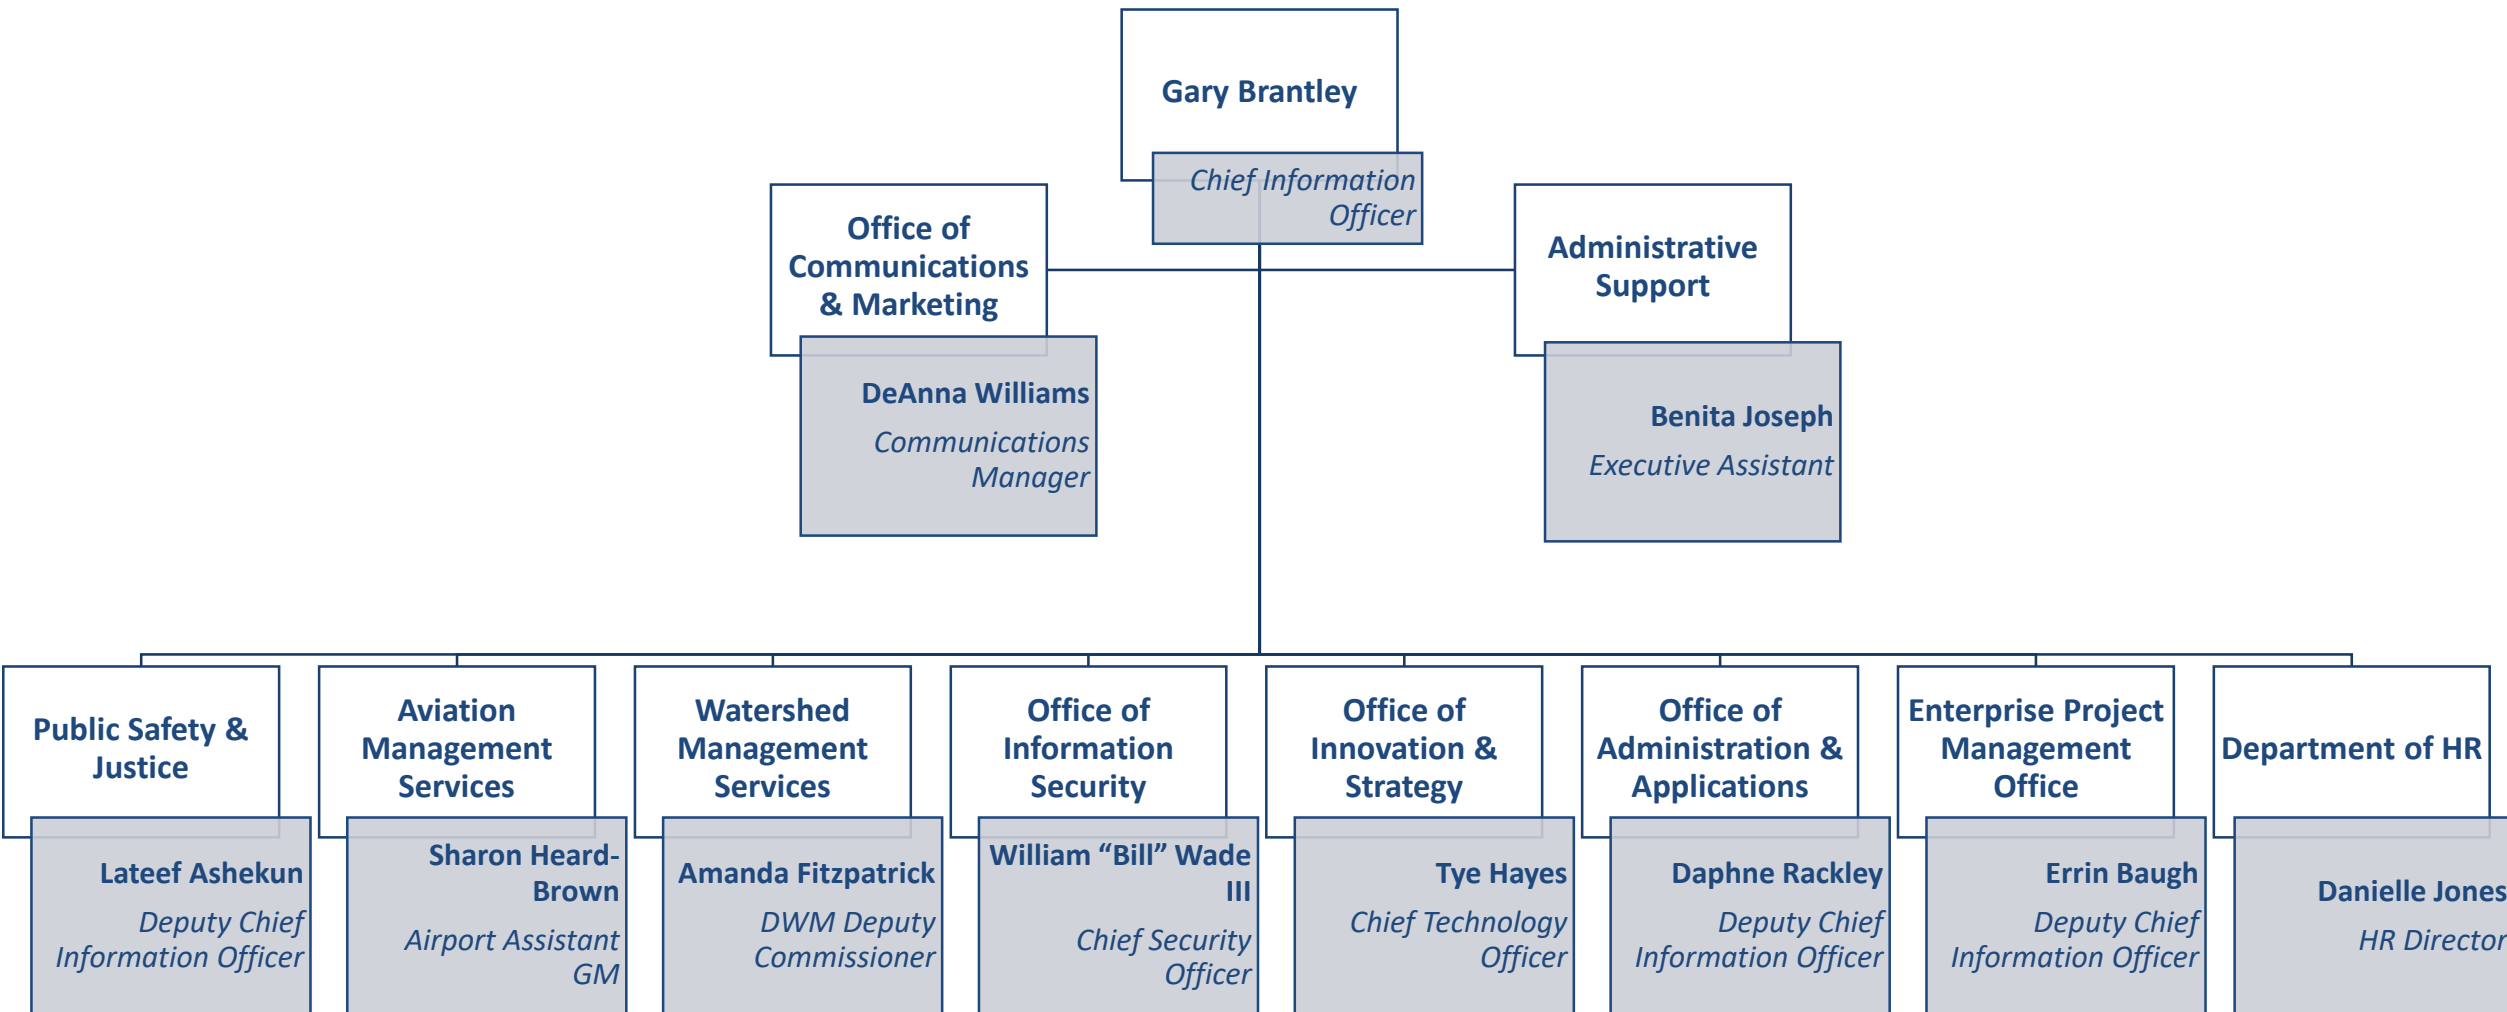 Gary Brantley
Chief Information
Officer
Office of
Communications
& Marketing
DeAnna Williams
Communications
Manager
Administrative
Support
Benita Joseph
Executive Assistant
Public Safety &
Justice
Lateef Ashekun
Deputy Chief
Information Officer
Aviation
Management
Services
Sharon Heard-
Brown
Airport Assistant
GM
Watershed
Management
Services
Amanda Fitzpatrick
DWM Deputy
Commissioner
Office of
Information
Security
William “Bill” Wade
III
Chief Security
Officer
Office of
Innovation &
Strategy
Tye Hayes
Chief Technology
Officer
Office of
Administration &
Applications
Daphne Rackley
Deputy Chief
Information Officer
Enterprise Project
Management
Office
Errin Baugh
Deputy Chief
Information Officer
Department of HR
Danielle Jones
HR Director